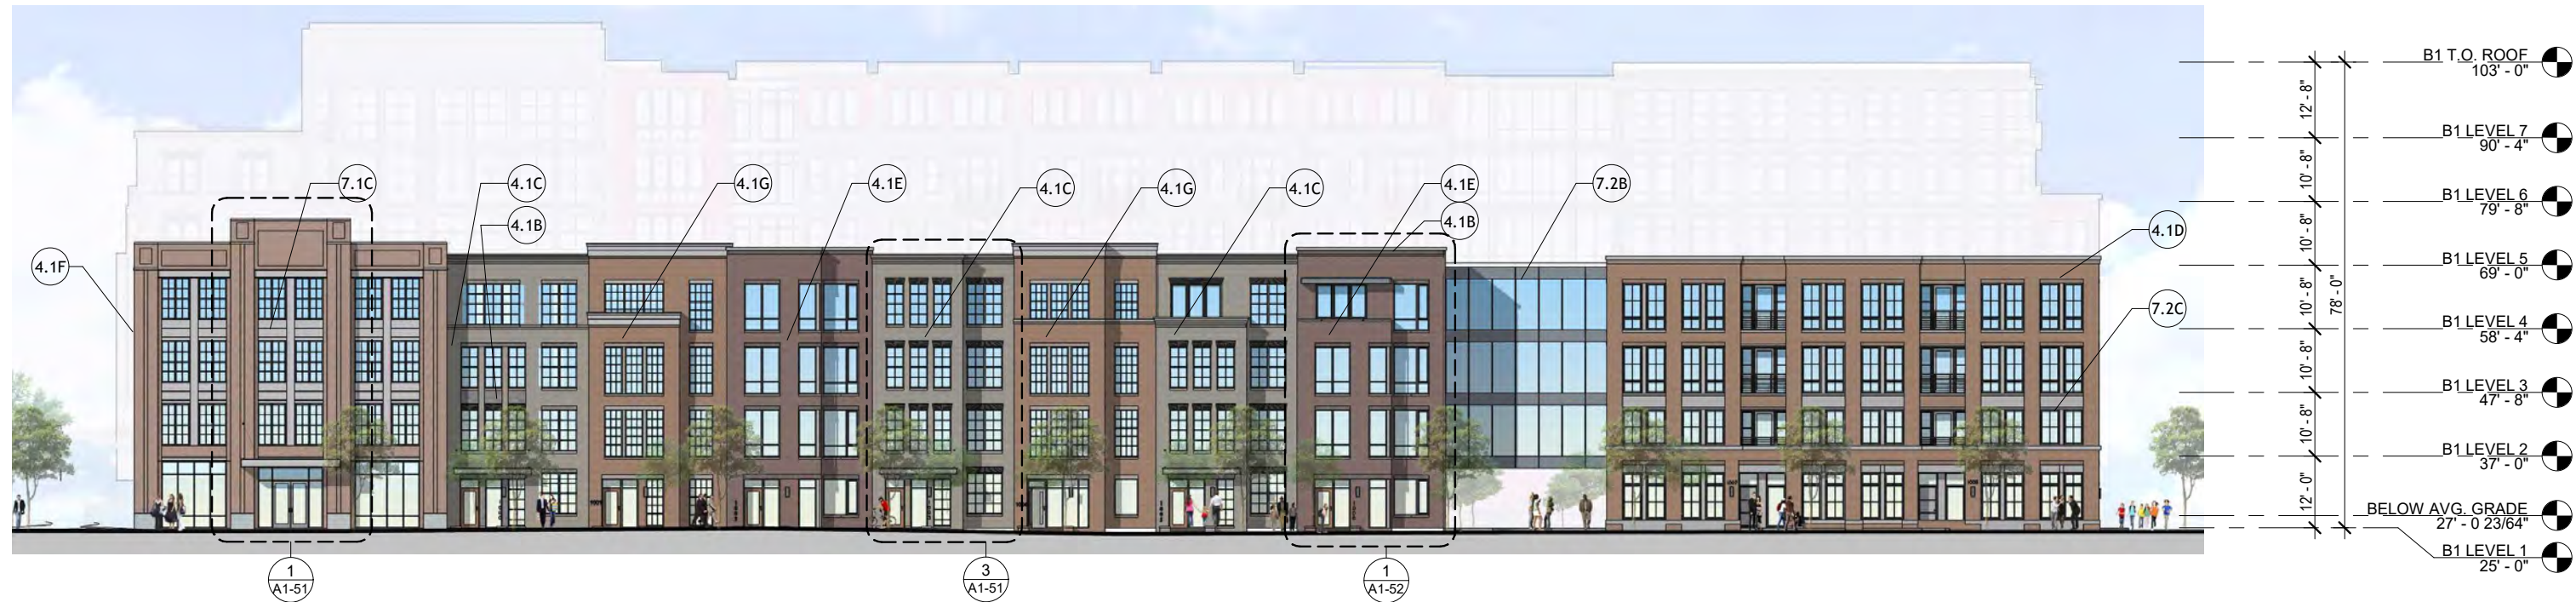 B1 T.O. ROOF
103' - 0"
12' - 8"
B1 LEVEL 7
90' - 4"
10' - 8"
B1 LEVEL 6
79' - 8"
10' - 8"
B1 LEVEL 5
69' - 0"
10' - 8"
78' - 0"
B1 LEVEL 4
58' - 4"
10' - 8"
B1 LEVEL 3
47' - 8"
10' - 8"
B1 LEVEL 2
37' - 0"
12' - 0"
BELOW AVG. GRADE
27' - 0 23/64"
B1 LEVEL 1
25' - 0"
4.1F
7.1C
4.1C
4.1B
4.1G
4.1E
4.1C
4.1G
4.1C
4.1E
4.1B
7.2B
4.1D
7.2C
1
A1-51
3
A1-51
1
A1-52